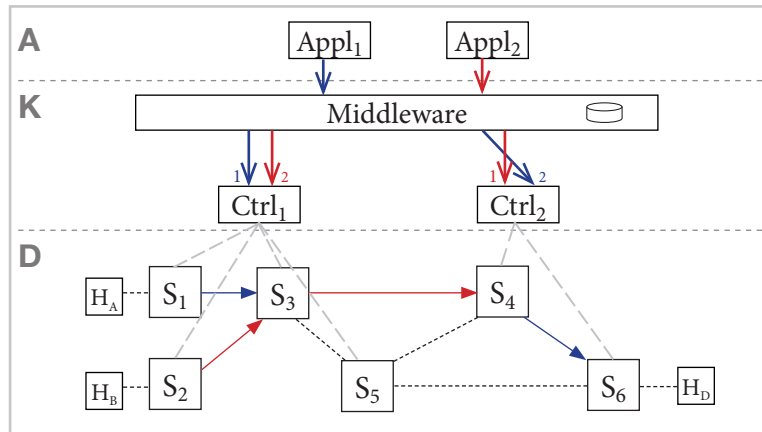 A
Appl1
Appl2
K
Middleware
1
2
1
2
Ctrl1
Ctrl2
D
HA
S1
S3
S4
HB
S2
S5
S6
HD